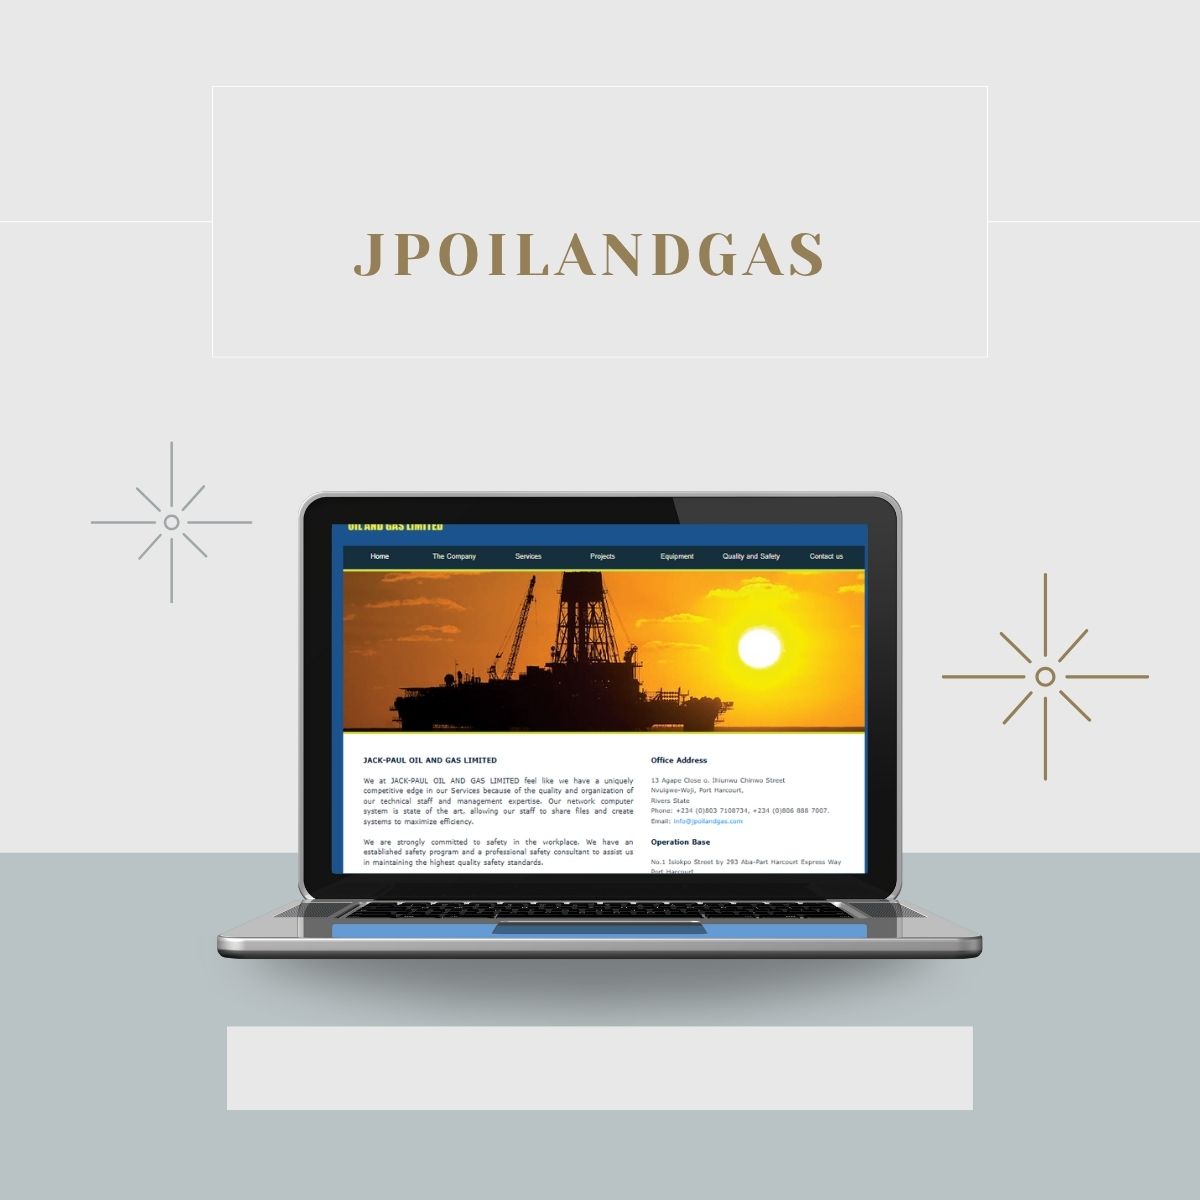 JPOILANDGAS
OIL AND GAS LIMITED
Home The Company Services Projects Equipment Quality and Safety Contact us
JACK-PAUL OIL AND GAS LIMITED
We at JACK-PAUL OIL AND GAS LIMITED feel like we have a uniquely
competitive edge in our Services because of the quality and organization of
our technical staff and management expertise. Our network computer
system is state of the art, allowing our staff to share files and create
systems to maximize efficiency.
We are strongly committed to safety in the workplace. We have an
established safety program and a professional safety consultant to assist us
in maintaining the highest quality safety standards.
Office Address
13 Agape Close o. Ihiunwu Chinwo Street
Nvuigwe-Woji, Port Harcourt,
Rivers State
Phone: +234 (0)803 7108734, +234 (0)806 888 7007.
Email: info@jpoilandgas.com
Operation Base
No.1 Isiokpo Street by 293 Aba-Part Harcourt Express Way
Port Harcourt